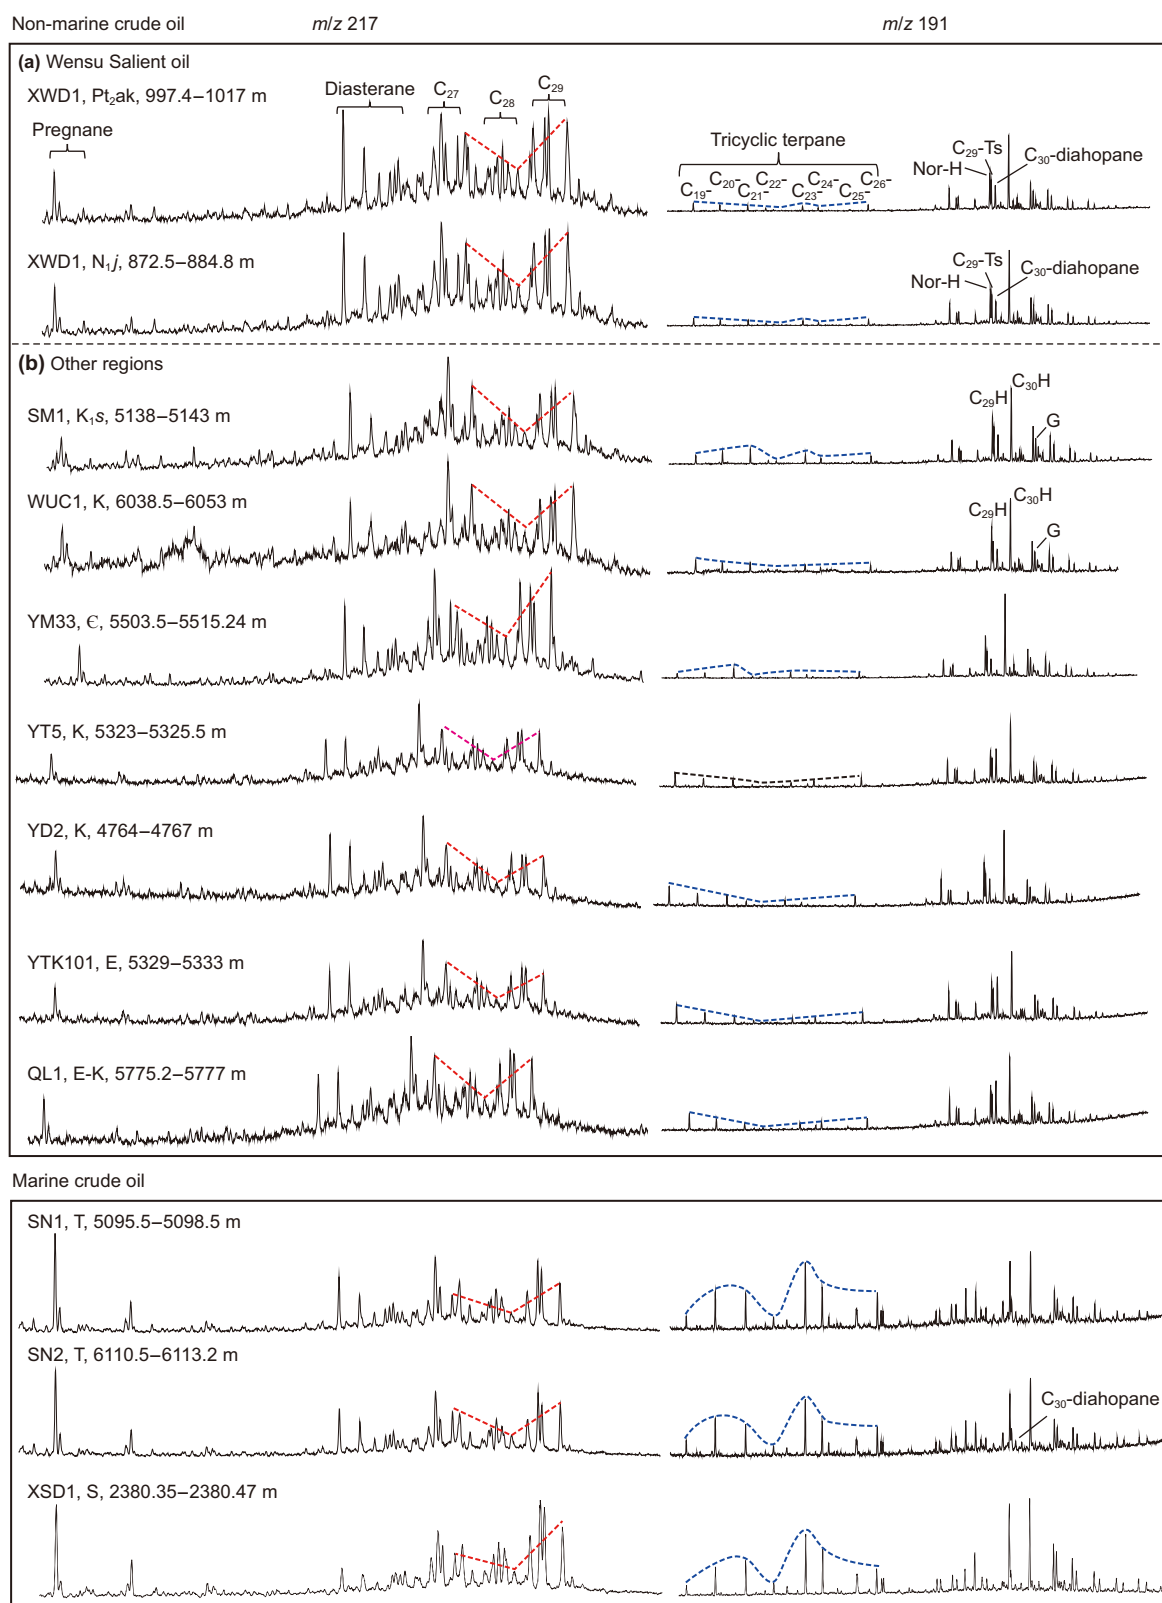 Non-marine crude oil m/z 217 m/z 191
(a) Wensu Salient oil
XWD1, Pt₂ak, 997.4–1017 m
Pregnane
Diasterane
C₂₇
C₂₈
C₂₉
Tricyclic terpane
C₁₉- C₂₀- C₂₁- C₂₂- C₂₃- C₂₄- C₂₅- C₂₆-
Nor-H
C₂₉-Ts
C₃₀-diahopane
XWD1, N₁j, 872.5–884.8 m
C₂₉-Ts
C₃₀-diahopane
Nor-H
(b) Other regions
SM1, K₁s, 5138–5143 m
C₂₉H
C₃₀H
G
WUC1, K, 6038.5–6053 m
C₂₉H
C₃₀H
G
YM33, Є, 5503.5–5515.24 m
YT5, K, 5323–5325.5 m
YD2, K, 4764–4767 m
YTK101, E, 5329–5333 m
QL1, E-K, 5775.2–5777 m
Marine crude oil
SN1, T, 5095.5–5098.5 m
SN2, T, 6110.5–6113.2 m
C₃₀-diahopane
XSD1, S, 2380.35–2380.47 m